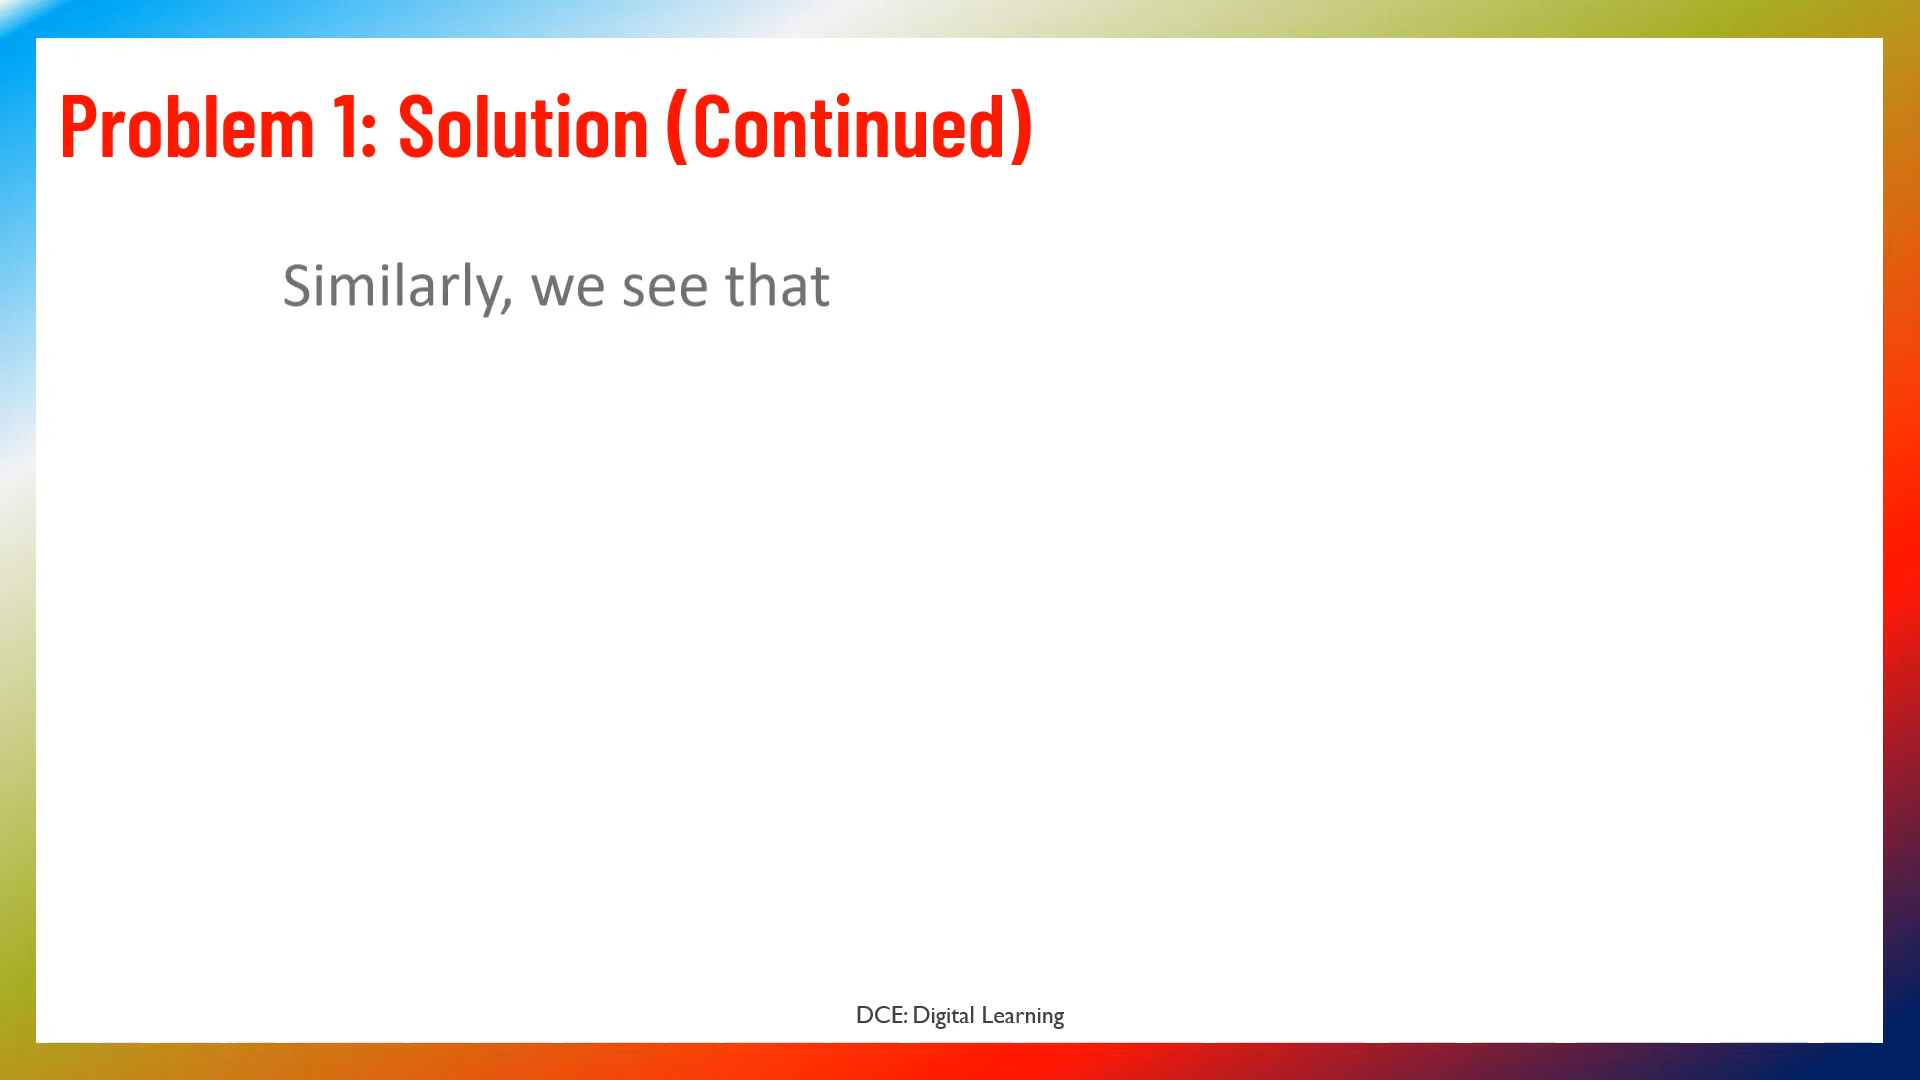 Problem 1: Solution (Continued)
Similarly, we see that
DCE: Digital Learning